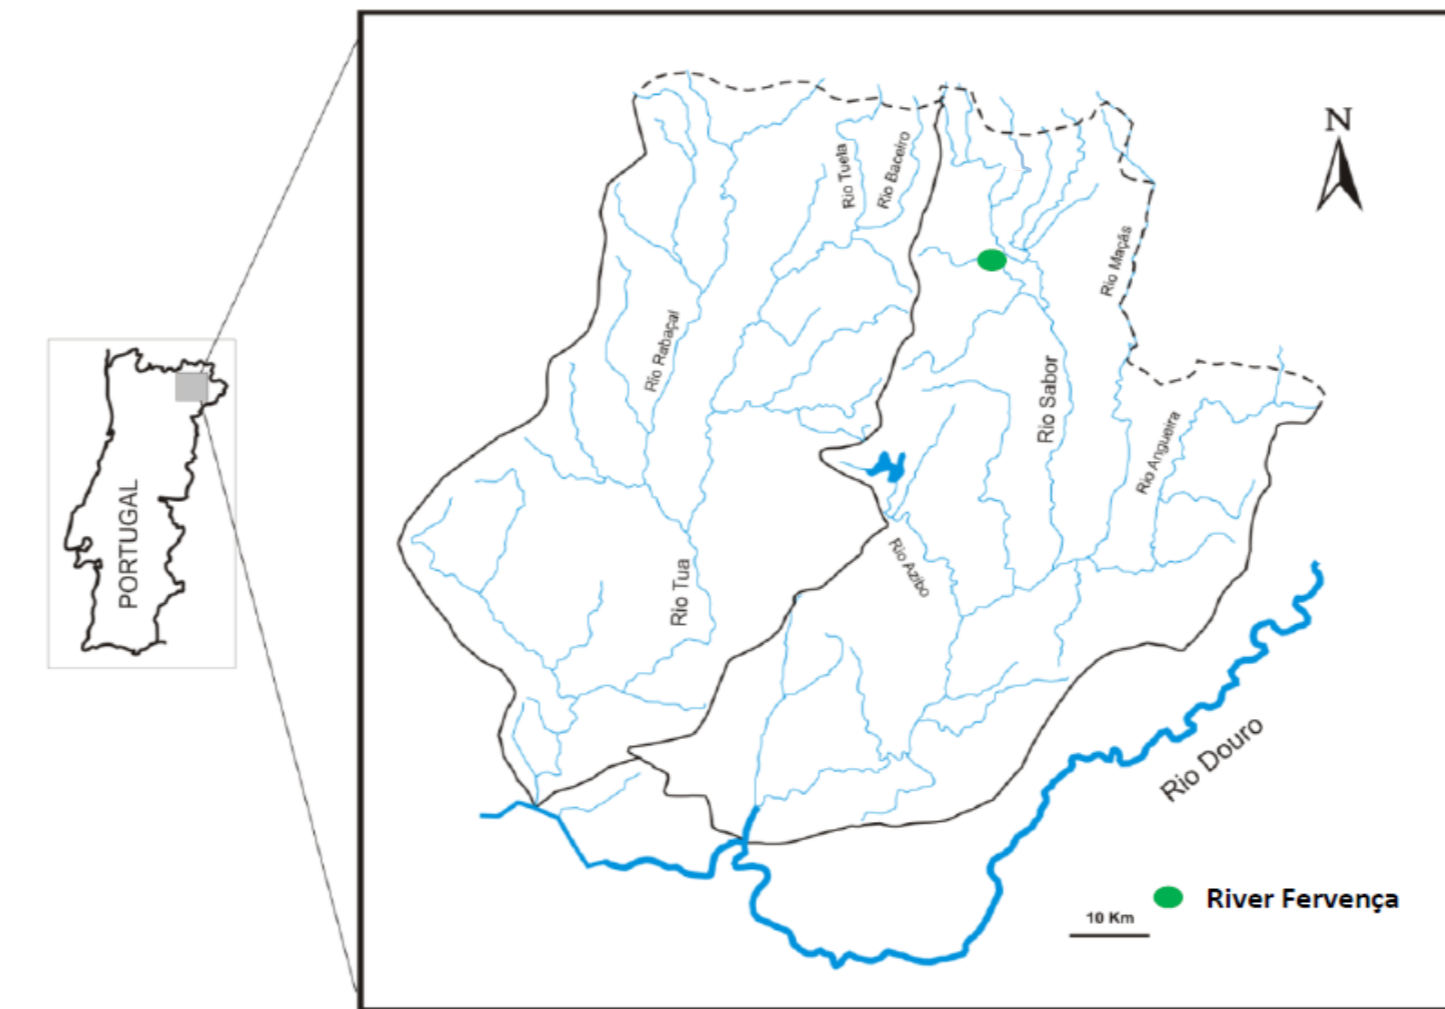 N
Rio Tuela
Rio Baceiro
Rio Maçãs
Rio Rabaçal
Rio Sabor
Rio Angueira
PORTUGAL
Rio Azibo
Rio Tua
Rio Douro
River Fervença
10 Km